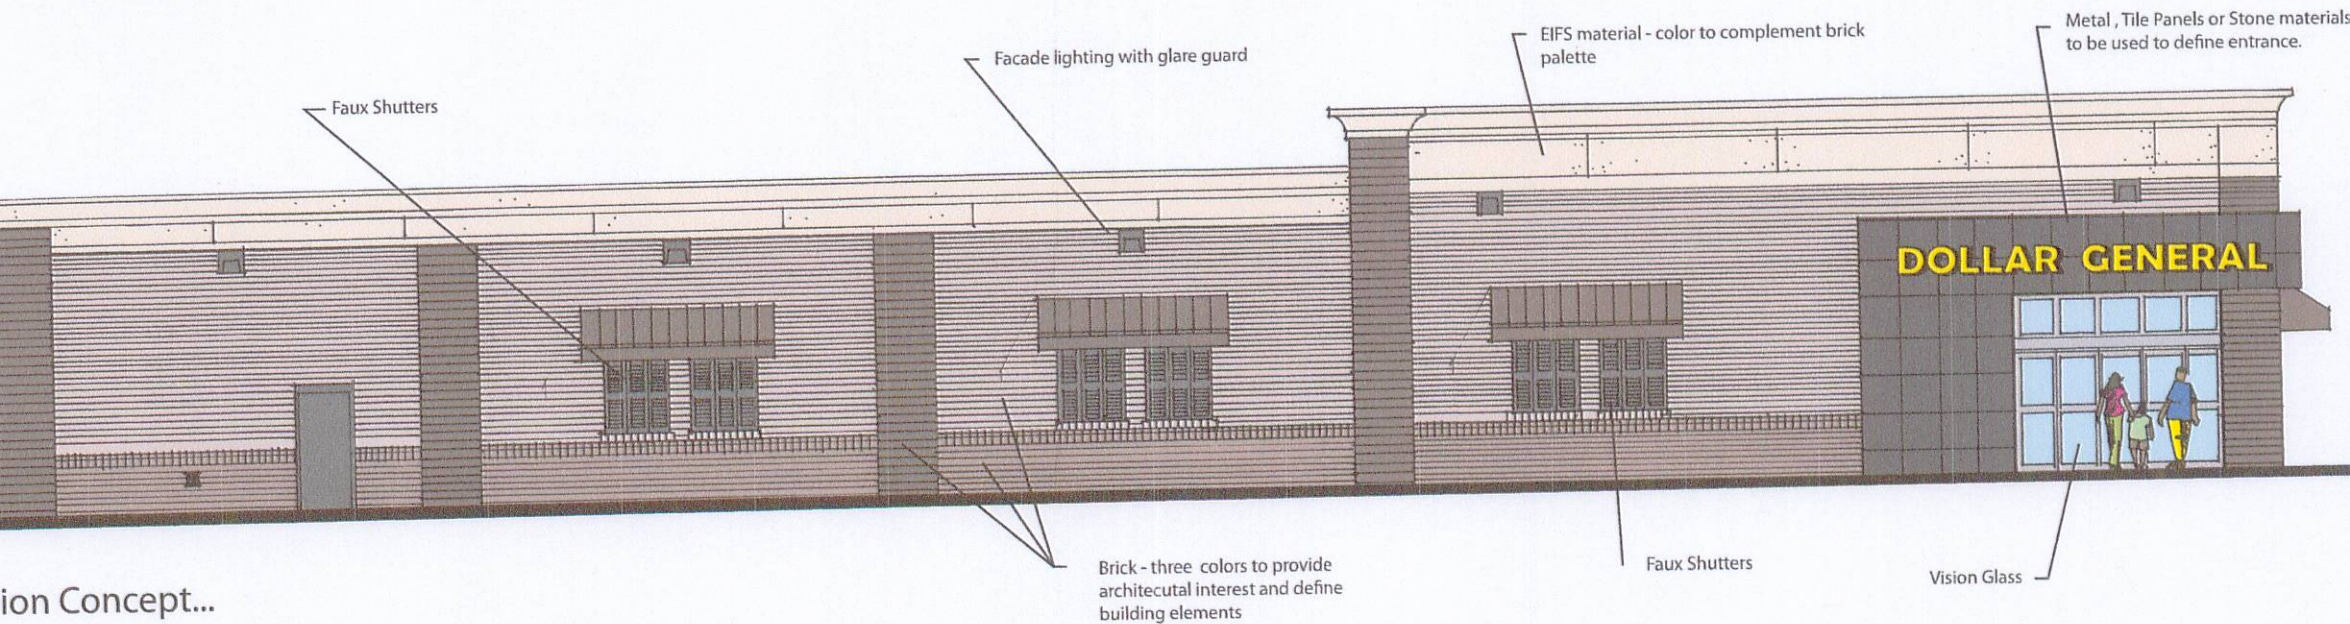 Metal , Tile Panels or Stone materials
to be used to define entrance.
EIFS material - color to complement brick
palette
Facade lighting with glare guard
Faux Shutters
DOLLAR GENERAL
Brick - three colors to provide
architecutal interest and define
building elements
Faux Shutters
Vision Glass
ion Concept...